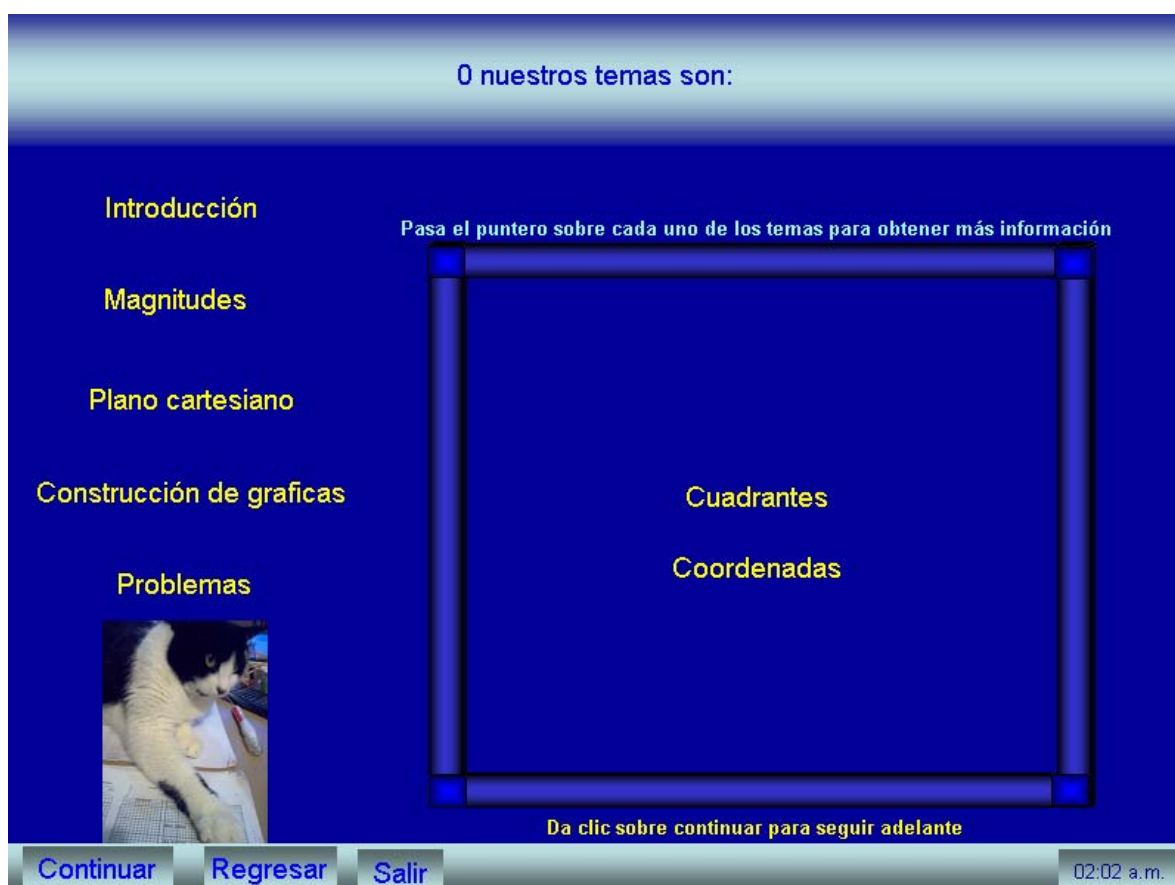 0 nuestros temas son:
Introducción
Pasa el puntero sobre cada uno de los temas para obtener más información
Magnitudes
Plano cartesiano
Construcción de graficas
Cuadrantes
Coordenadas
Problemas
Da clic sobre continuar para seguir adelante
Continuar Regresar Salir 02:02 a.m.